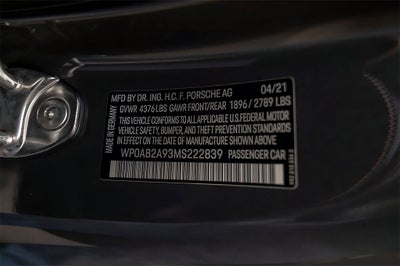 MFD BY DR. ING. H.C. F. PORSCHE AG 04/21
GVWR 4376 LBS GAWR FRONT/REAR 1896 / 2789 LBS
THIS VEHICLE CONFORMS TO ALL APPLICABLE U.S. FEDERAL MOTOR
VEHICLE SAFETY, BUMPER, AND THEFT PREVENTION STANDARDS
IN EFFECT ON THE DATE OF MANUFACTURE SHOWN ABOVE
WP0AB2A93MS222839 PASSENGER CAR
MADE IN GERMANY